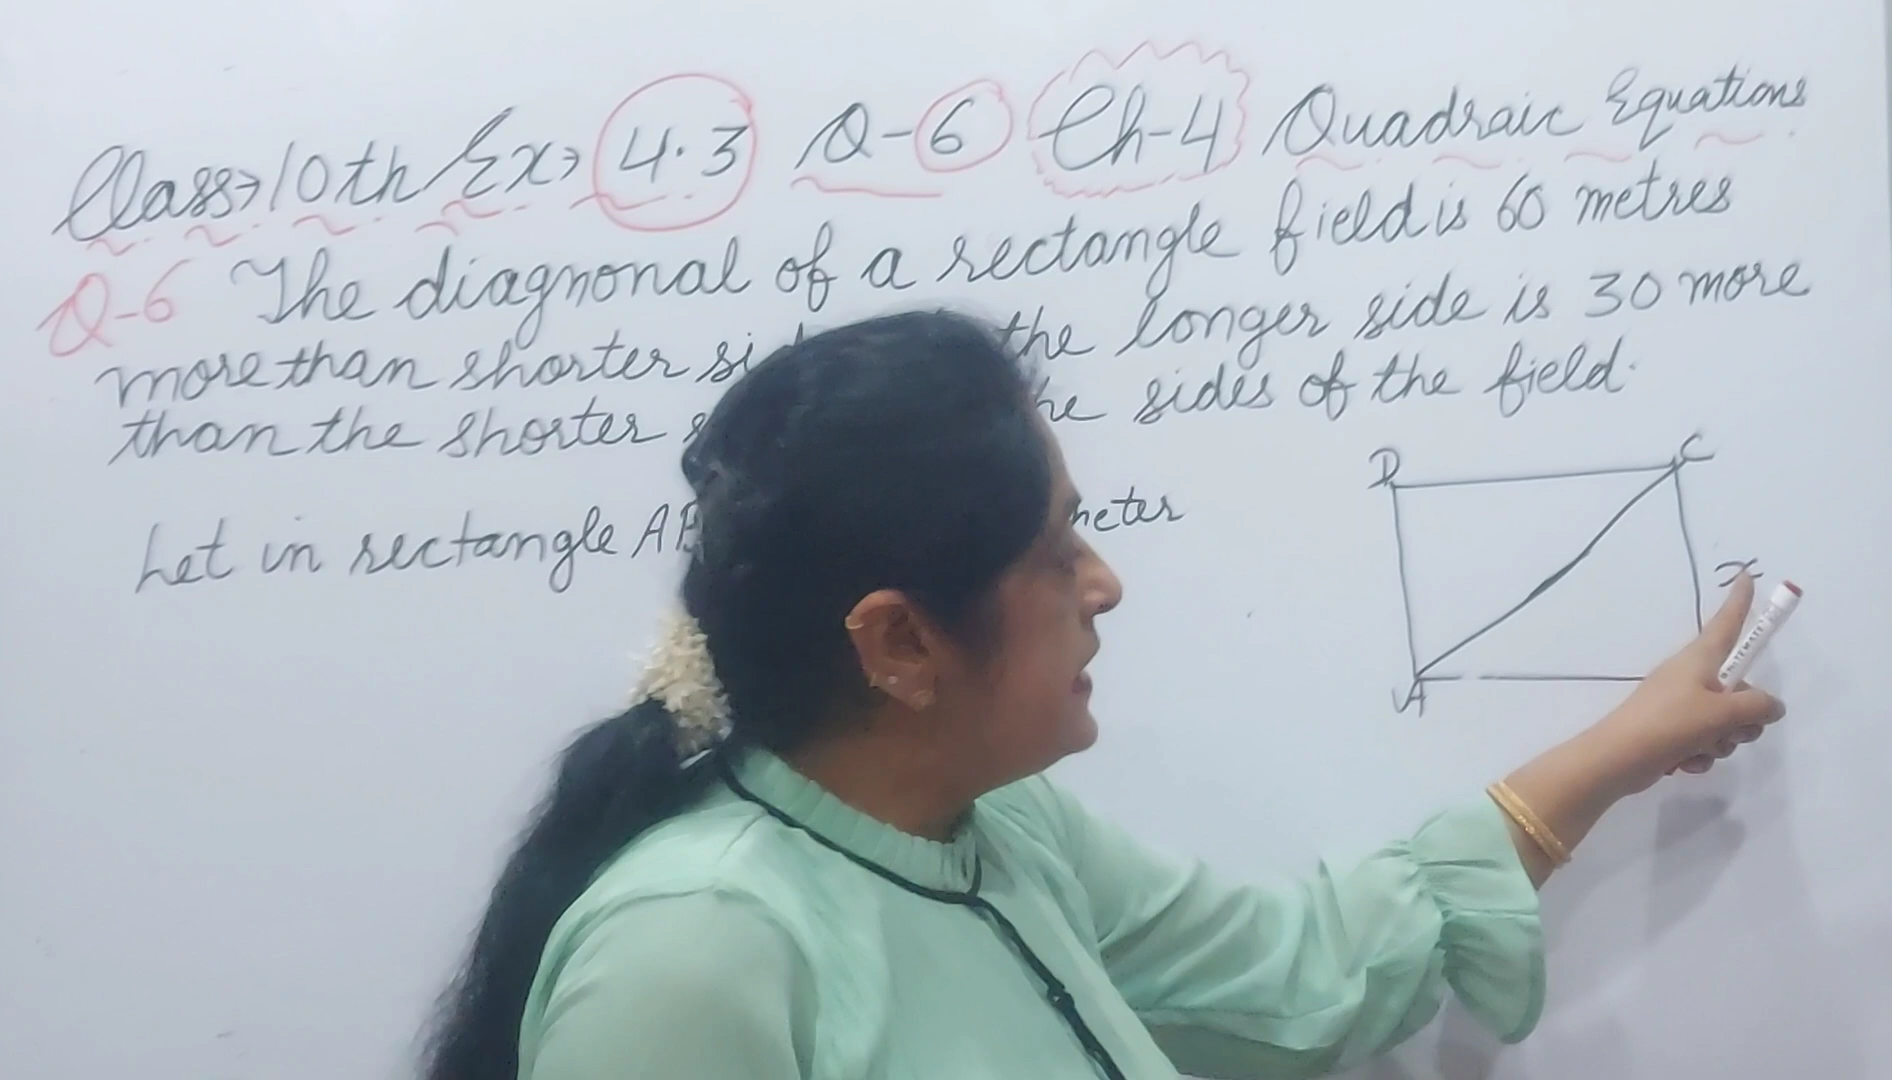 Class→10th Ex→ 4.3 Q-6 Ch-4 Quadraic Equations
Q-6 The diagnonal of a rectangle field is 60 metres
more than shorter the longer side is 30 more
than the shorter sides of the field.
Let in rectangle meter
D C
x
A